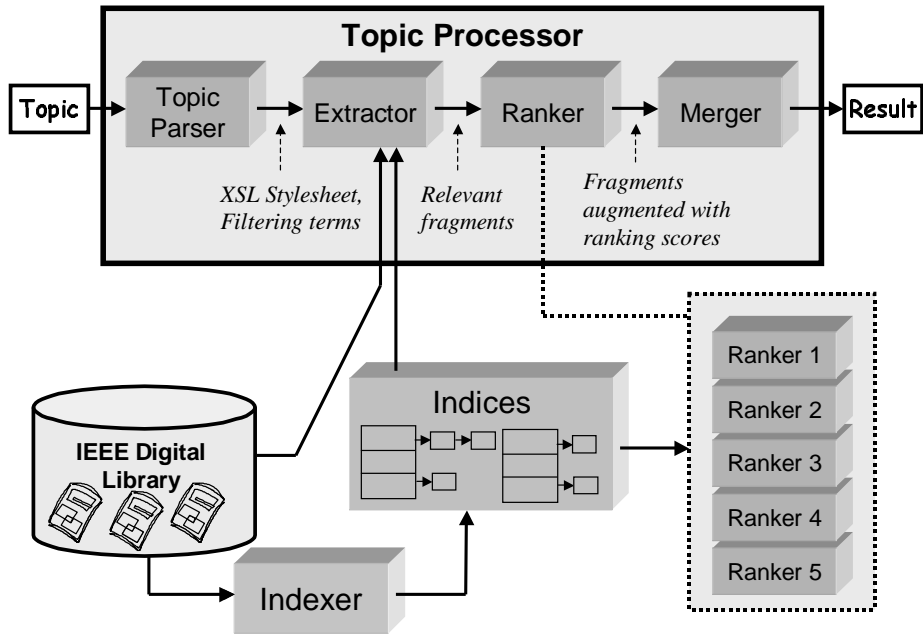 Topic Processor
Topic
Topic
Parser
Extractor
Ranker
Merger
Result
XSL Stylesheet,
Filtering terms
Relevant
fragments
Fragments
augmented with
ranking scores
Indices
IEEE Digital
Library
Indexer
Ranker 1
Ranker 2
Ranker 3
Ranker 4
Ranker 5